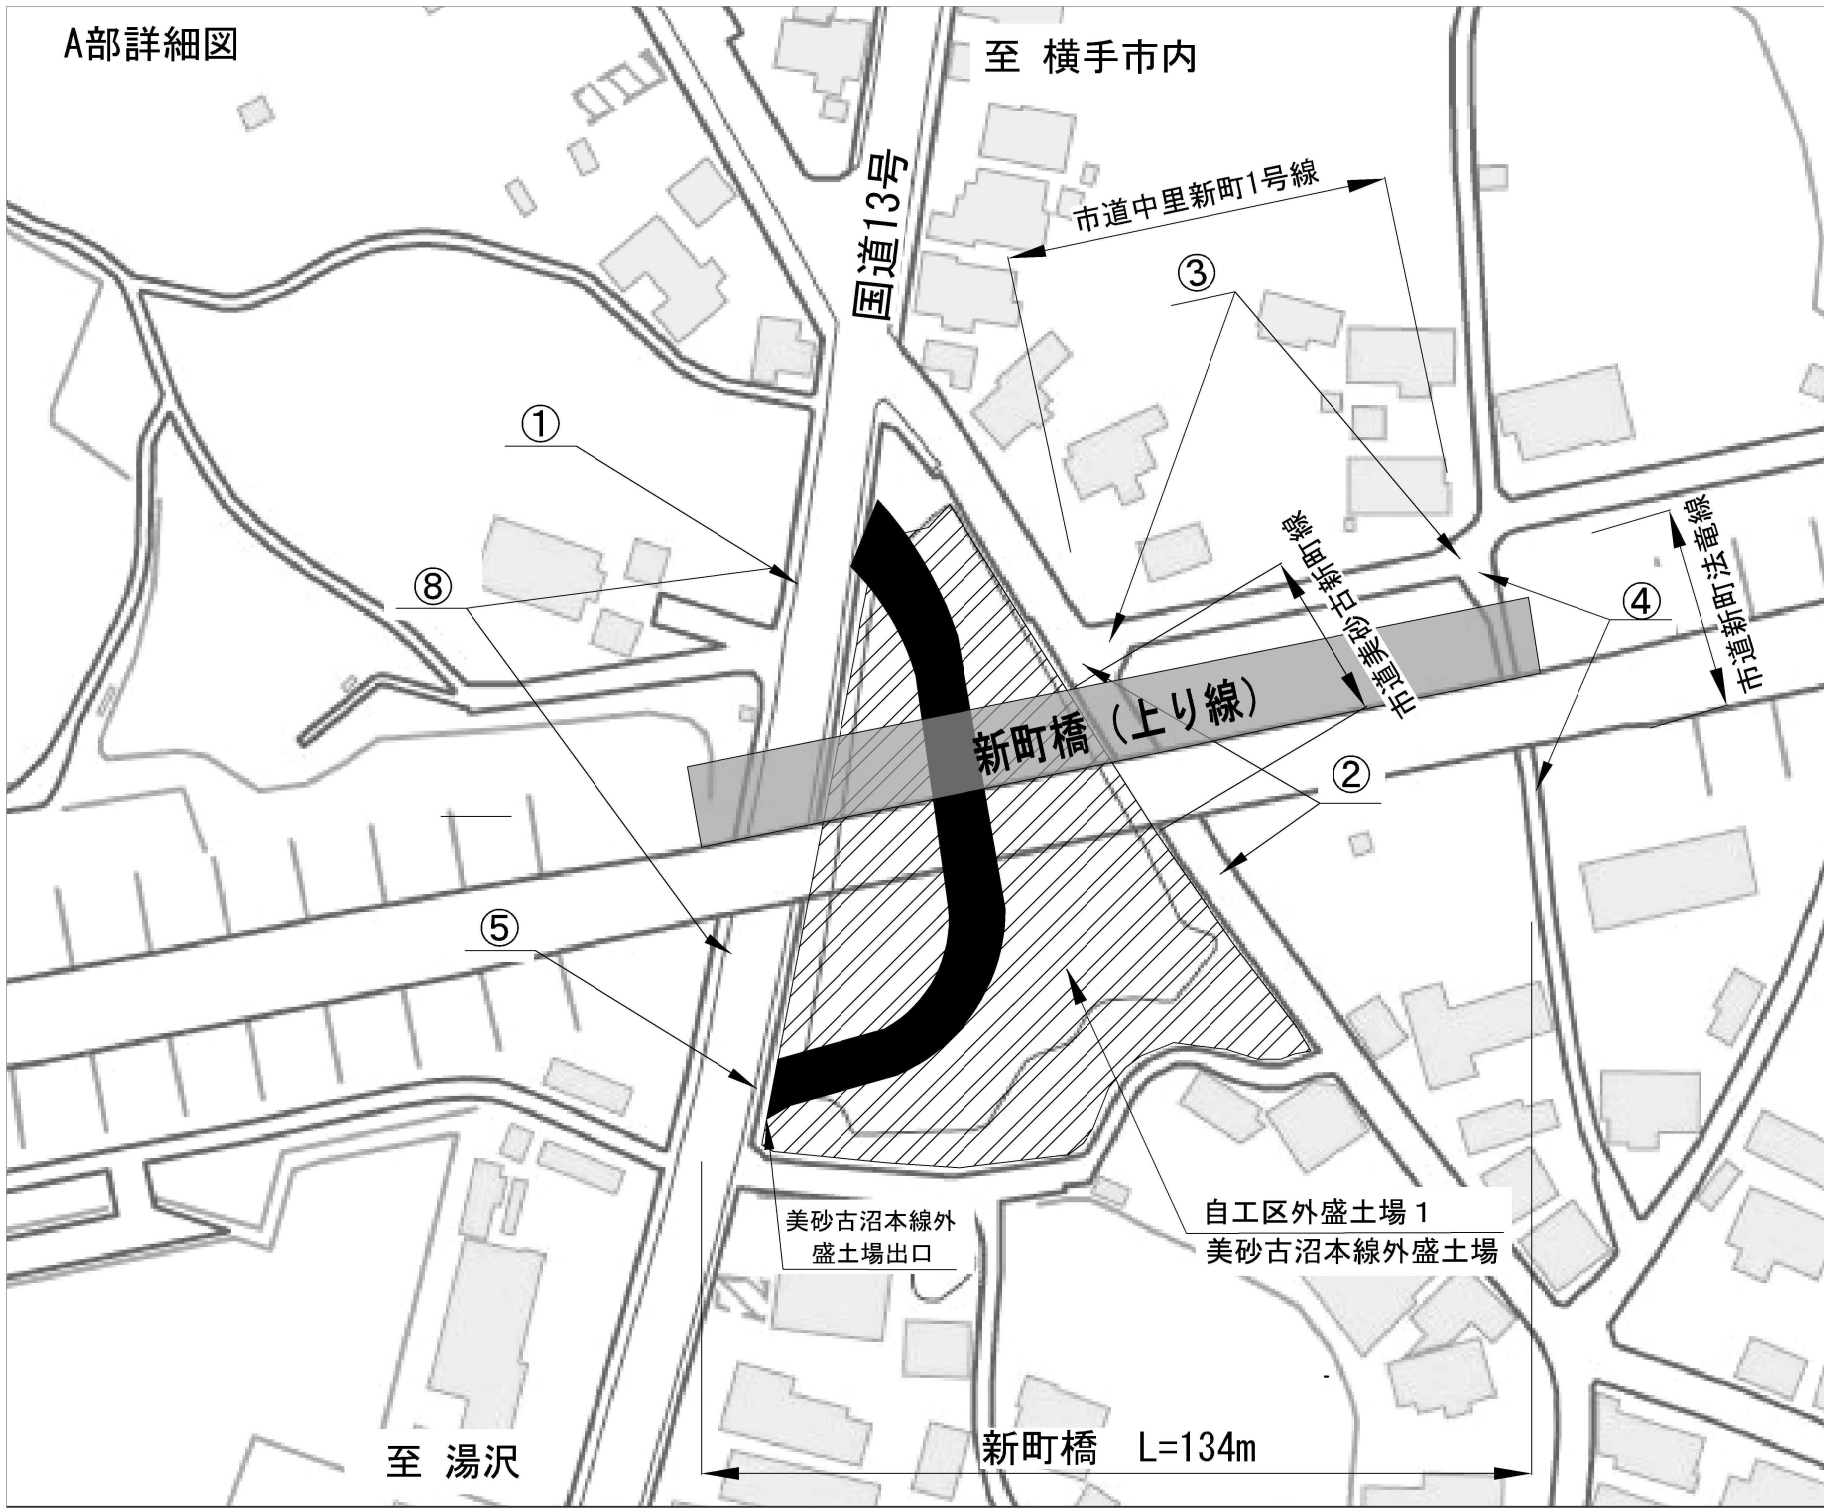 A部詳細図
至 横手市内
国道13号
市道中里新町1号線
③
①
市道美砂古新町線
市道新町法竜線
⑧
④
新町橋（上り線）
②
⑤
美砂古沼本線外
盛土場出口
自工区外盛土場１
美砂古沼本線外盛土場
新町橋 L=134m
至 湯沢